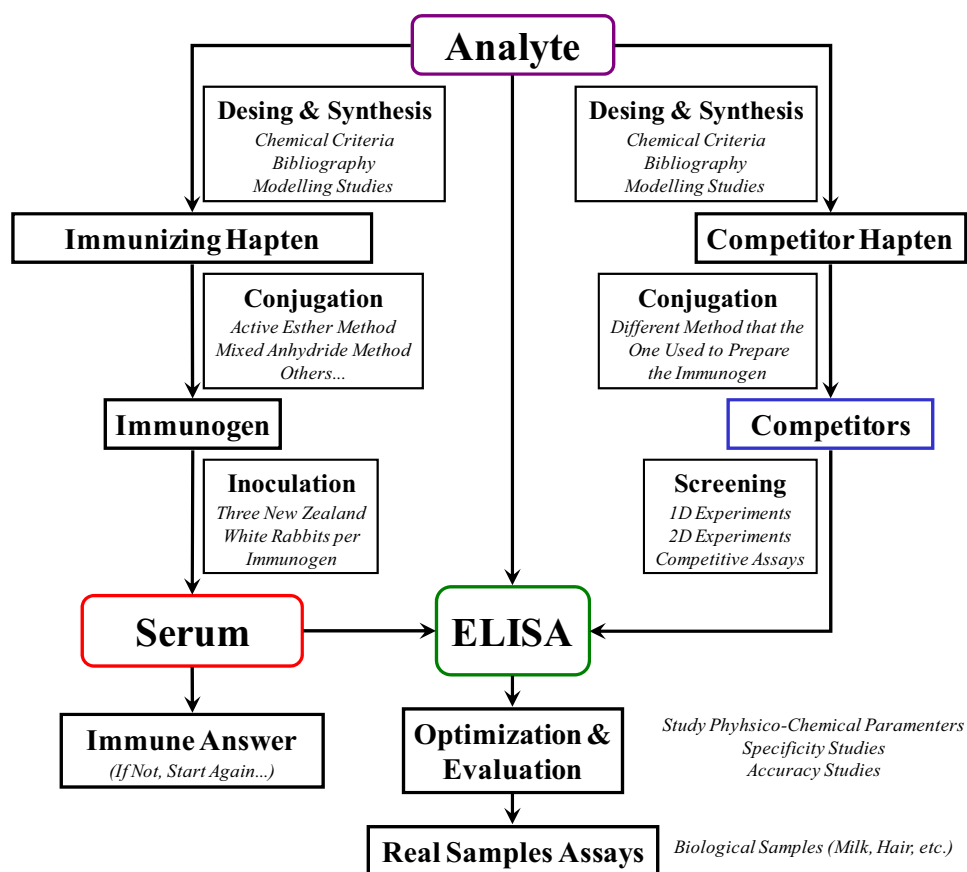 Analyte
Desing & Synthesis
Chemical Criteria
Bibliography
Modelling Studies
Desing & Synthesis
Chemical Criteria
Bibliography
Modelling Studies
Immunizing Hapten
Competitor Hapten
Conjugation
Active Esther Method
Mixed Anhydride Method
Others...
Conjugation
Different Method that the
One Used to Prepare
the Immunogen
Immunogen
Competitors
Inoculation
Three New Zealand
White Rabbits per
Immunogen
Screening
1D Experiments
2D Experiments
Competitive Assays
Serum
ELISA
Immune Answer
(If Not, Start Again...)
Optimization &
Evaluation
Study Phyhsico-Chemical Paramenters
Specificity Studies
Accuracy Studies
Real Samples Assays
Biological Samples (Milk, Hair, etc.)